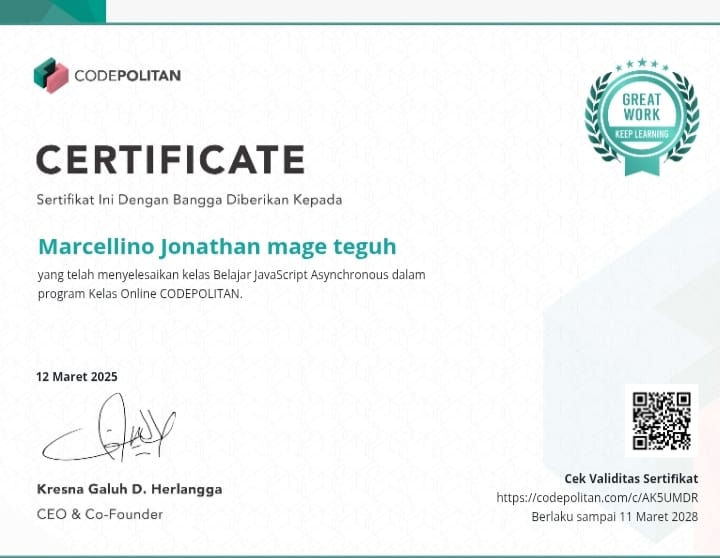 CODEPOLITAN
GREAT
WORK
KEEP LEARNING
CERTIFICATE
Sertifikat Ini Dengan Bangga Diberikan Kepada
Marcellino Jonathan mage teguh
yang telah menyelesaikan kelas Belajar JavaScript Asynchronous dalam
program Kelas Online CODEPOLITAN.
12 Maret 2025
Kresna Galuh D. Herlangga
CEO & Co-Founder
Cek Validitas Sertifikat
https://codepolitan.com/c/AK5UMDR
Berlaku sampai 11 Maret 2028